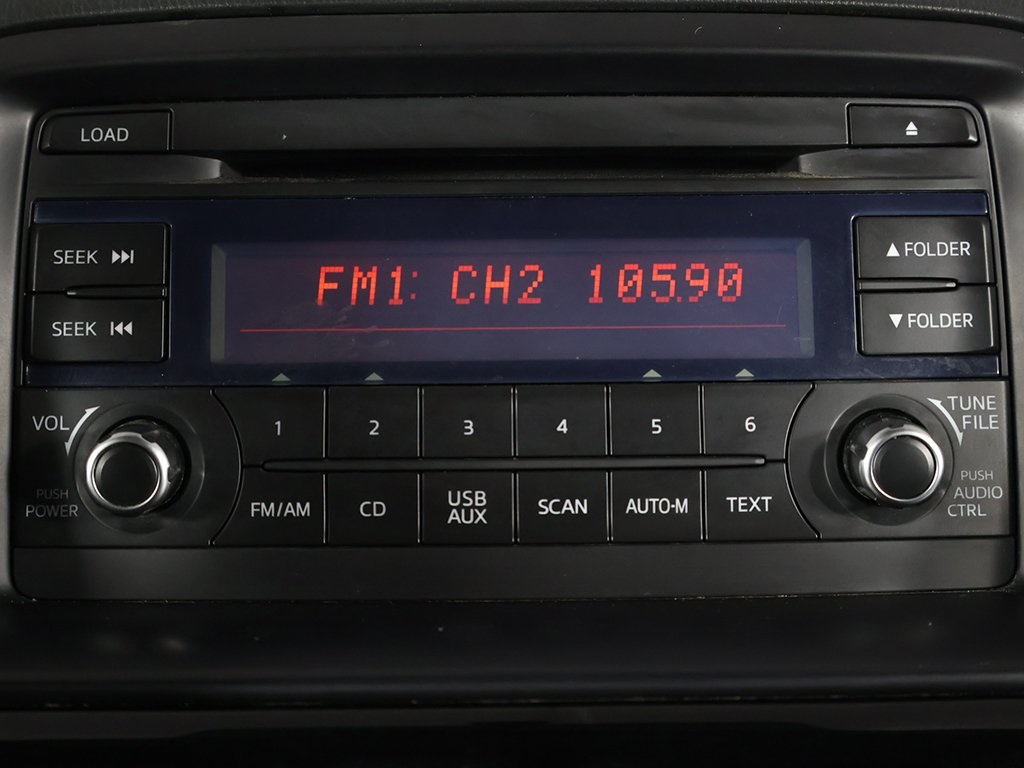 LOAD
SEEK
SEEK
FM1: CH2 105.90
FOLDER
FOLDER
VOL
PUSH
POWER
1
2
3
4
5
6
FM/AM
CD
USB
AUX
SCAN
AUTO-M
TEXT
TUNE
FILE
PUSH
AUDIO
CTRL